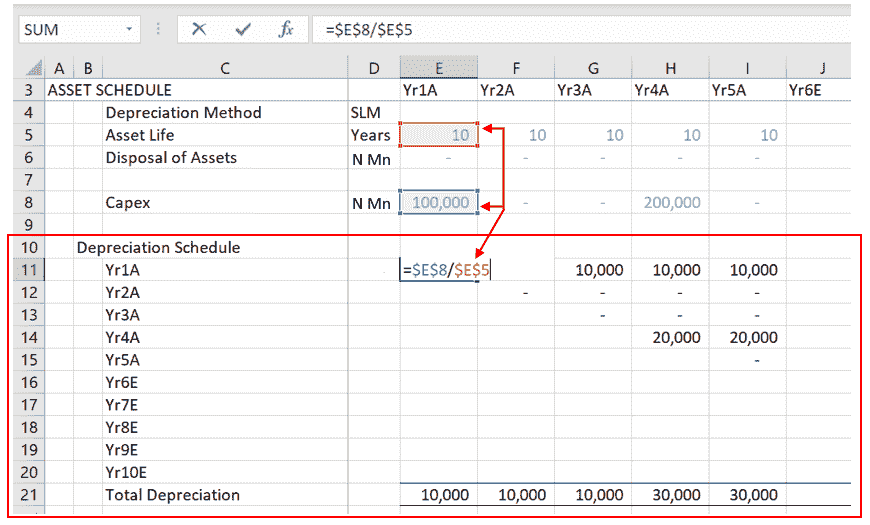 SUM fx =$E$8/$E$5
A B C D E F G H I J
3 ASSET SCHEDULE Yr1A Yr2A Yr3A Yr4A Yr5A Yr6E
4 Depreciation Method SLM
5 Asset Life Years 10 10 10 10 10
6 Disposal of Assets N Mn - - - - -
7
8 Capex N Mn 100,000 - - 200,000 -
9
10 Depreciation Schedule
11 Yr1A =$E$8/$E$5 10,000 10,000 10,000
12 Yr2A - - - -
13 Yr3A - - -
14 Yr4A 20,000 20,000
15 Yr5A -
16 Yr6E
17 Yr7E
18 Yr8E
19 Yr9E
20 Yr10E
21 Total Depreciation 10,000 10,000 10,000 30,000 30,000